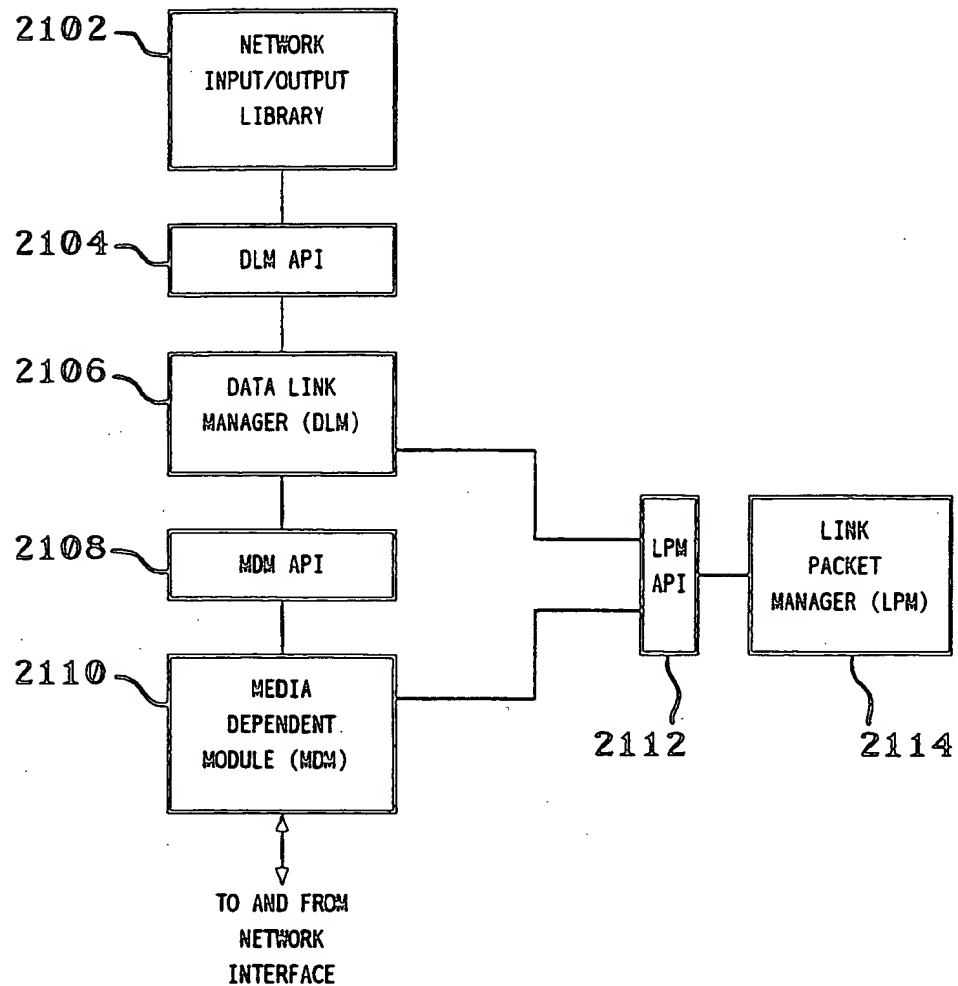 2102
NETWORK
INPUT/OUTPUT
LIBRARY
2104
DLM API
2106
DATA LINK
MANAGER (DLM)
2108
MDM API
LPM
API
LINK
PACKET
MANAGER (LPM)
2110
MEDIA
DEPENDENT
MODULE (MDM)
2112
2114
TO AND FROM
NETWORK
INTERFACE